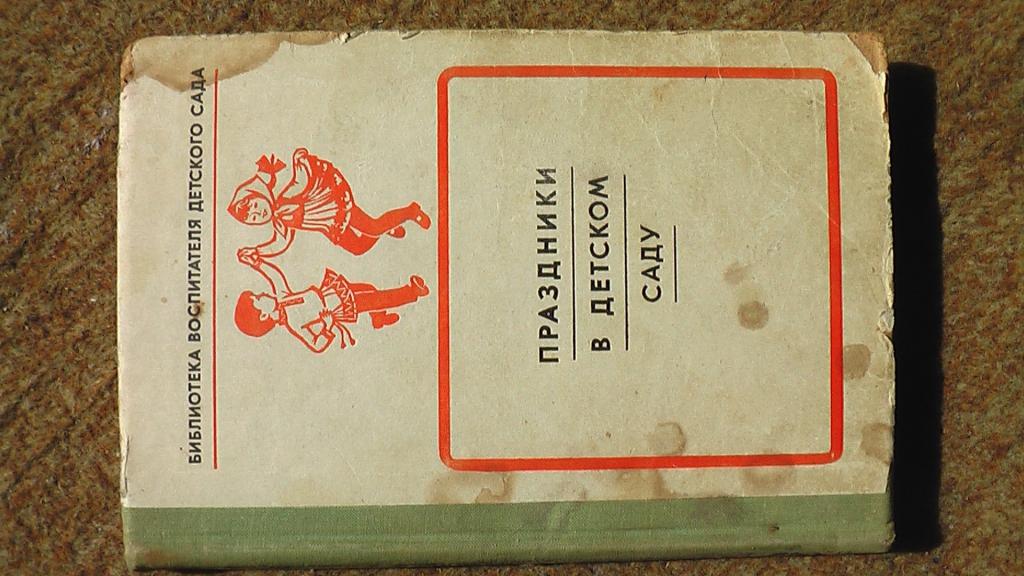 БИБЛИОТЕКА ВОСПИТАТЕЛЯ ДЕТСКОГО САДА
ПРАЗДНИКИ
В ДЕТСКОМ
САДУ